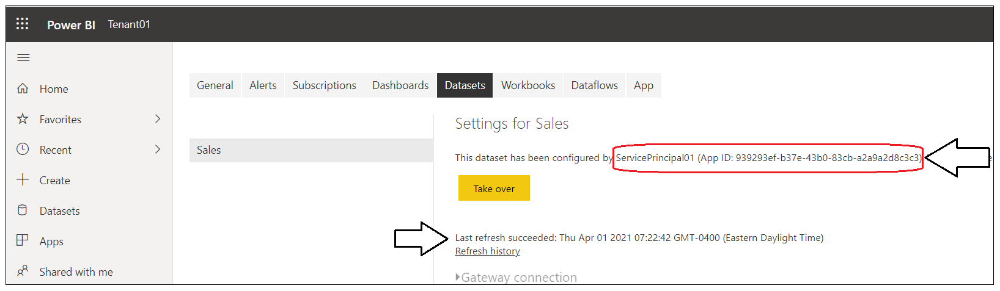 Power BI Tenant01
Home
Favorites
Recent
Create
Datasets
Apps
Shared with me
General Alerts Subscriptions Dashboards Datasets Workbooks Dataflows App
Sales
Settings for Sales
This dataset has been configured by ServicePrincipal01 (App ID: 939293ef-b37e-43b0-83cb-a2a9a2d8c3c3)
Take over
Last refresh succeeded: Thu Apr 01 2021 07:22:42 GMT-0400 (Eastern Daylight Time)
Refresh history
Gateway connection